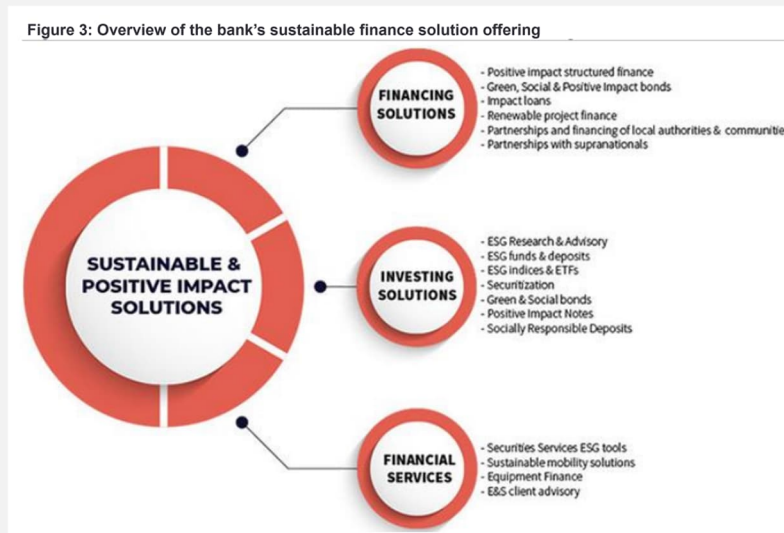 Figure 3: Overview of the bank's sustainable finance solution offering
FINANCING
SOLUTIONS
- Positive impact structured finance
- Green, Social & Positive Impact bonds
- Impact loans
- Renewable project finance
- Partnerships and financing of local authorities & communitie
- Partnerships with supranationals
SUSTAINABLE &
POSITIVE IMPACT
SOLUTIONS
INVESTING
SOLUTIONS
- ESG Research & Advisory
- ESG funds & deposits
- ESG indices & ETFs
- Securitization
- Green & Social bonds
- Positive Impact Notes
- Socially Responsible Deposits
FINANCIAL
SERVICES
- Securities Services ESG tools
- Sustainable mobility solutions
- Equipment Finance
- E&S client advisory